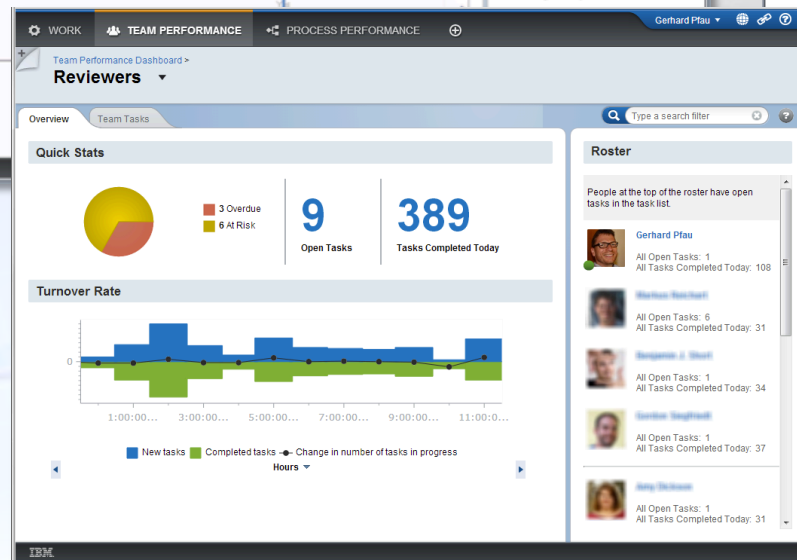 WORK
TEAM PERFORMANCE
PROCESS PERFORMANCE
Gerhard Pfau
Team Performance Dashboard >
Reviewers
Overview
Team Tasks
Type a search filter
Quick Stats
3 Overdue
6 At Risk
9
Open Tasks
389
Tasks Completed Today
Turnover Rate
0
1:00:00...
3:00:00...
5:00:00...
7:00:00...
9:00:00...
11:00:0...
New tasks
Completed tasks
Change in number of tasks in progress
Hours
Roster
People at the top of the roster have open
tasks in the task list.
Gerhard Pfau
All Open Tasks: 1
All Tasks Completed Today: 108
All Open Tasks: 6
All Tasks Completed Today: 31
All Open Tasks: 1
All Tasks Completed Today: 34
All Open Tasks: 1
All Tasks Completed Today: 37
All Open Tasks: 1
All Tasks Completed Today: 31
IBM